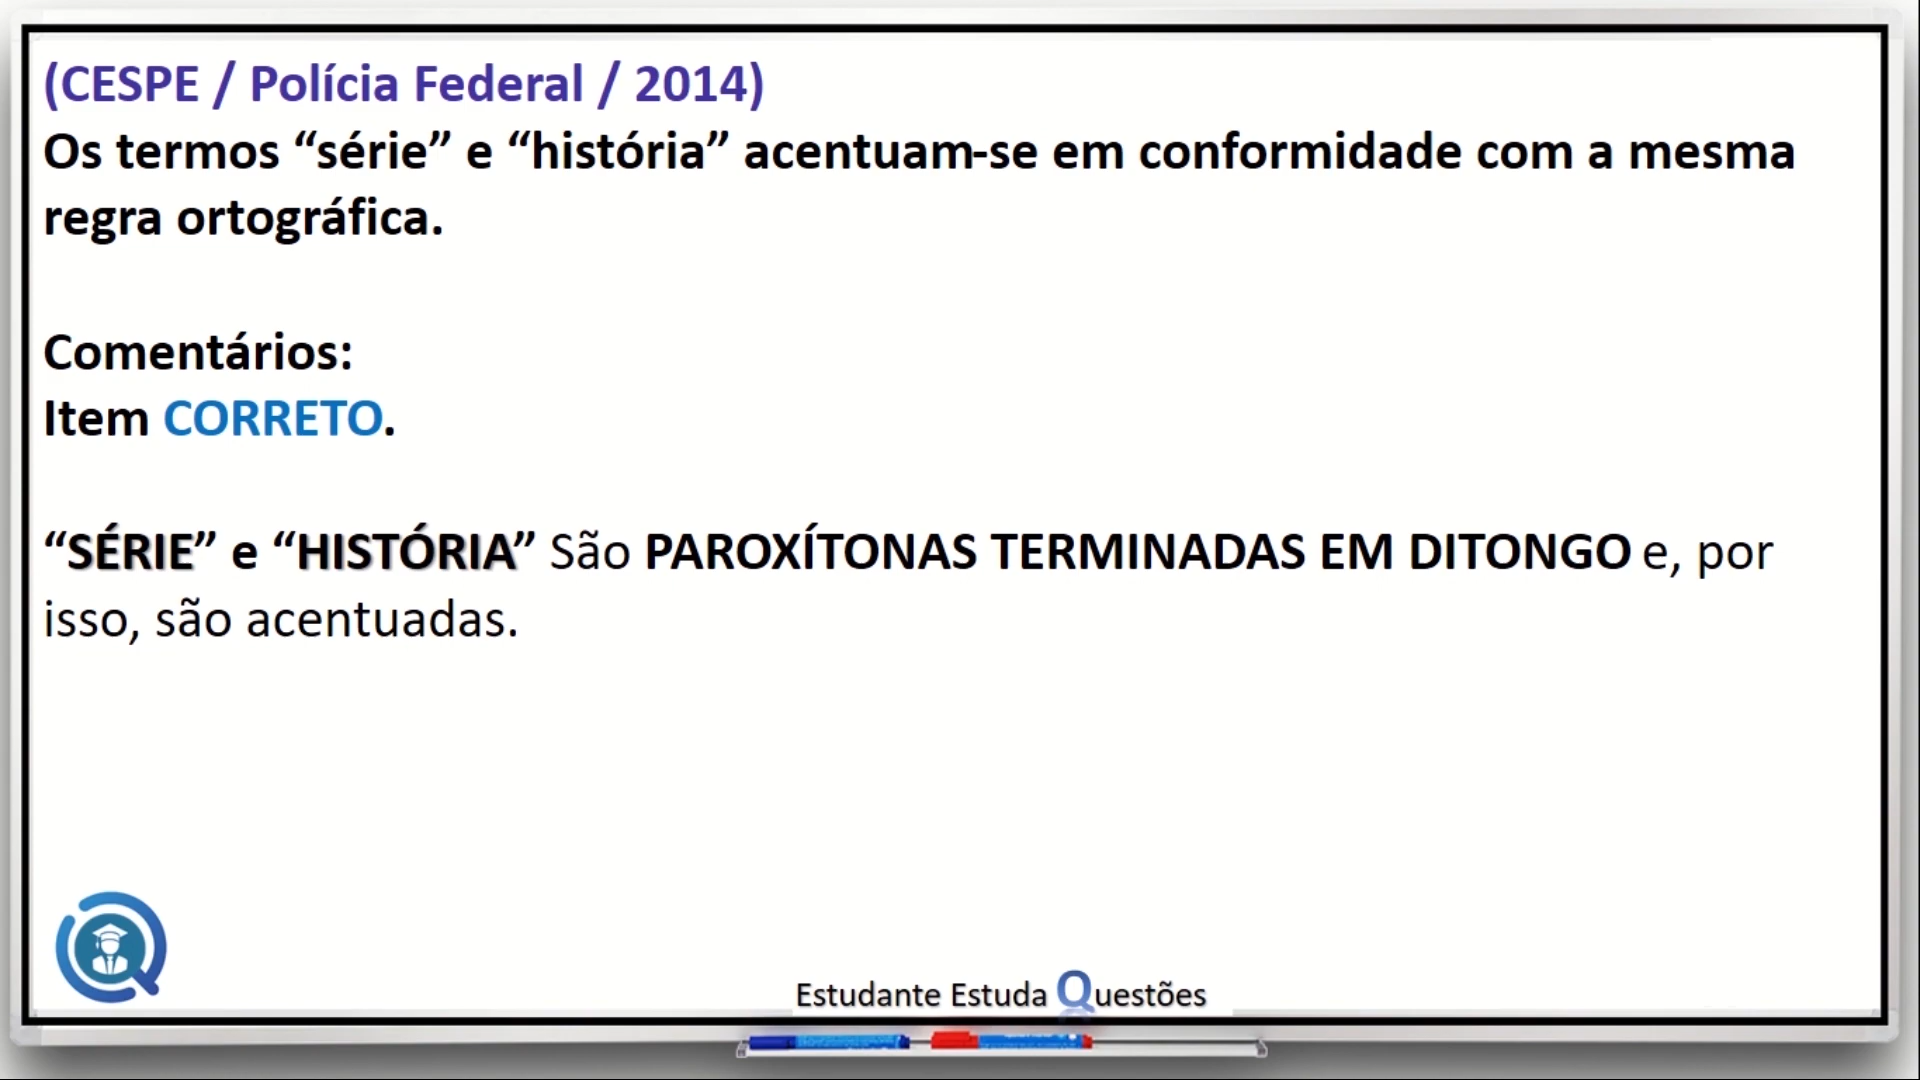 (CESPE / Polícia Federal / 2014)
Os termos “série” e “história” acentuam-se em conformidade com a mesma
regra ortográfica.
Comentários:
Item CORRETO.
“SÉRIE” e “HISTÓRIA” São PAROXÍTONAS TERMINADAS EM DITONGO e, por
isso, são acentuadas.
Estudante Estuda Questões